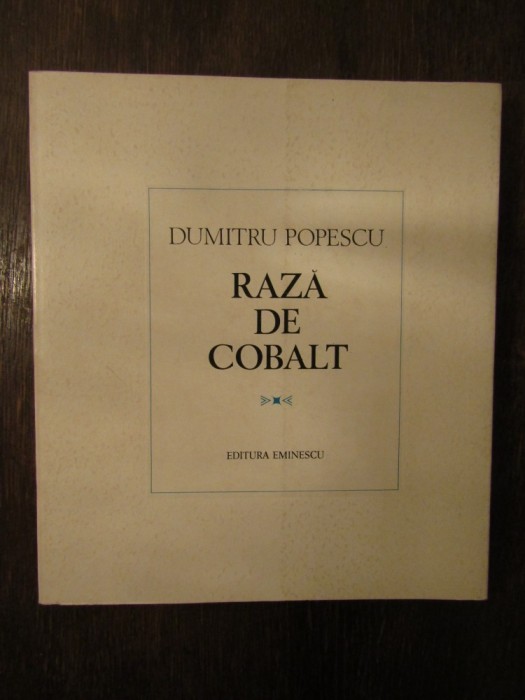 DUMITRU POPESCU
RAZĂ
DE
COBALT
EDITURA EMINESCU